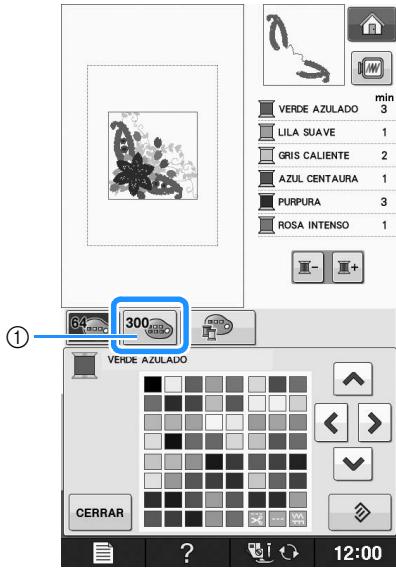 min
VERDE AZULADO 3
LILA SUAVE 1
GRIS CALIENTE 2
AZUL CENTAURA 1
PURPURA 3
ROSA INTENSO 1
- +
64 300
①
VERDE AZULADO
CERRAR
? 12:00